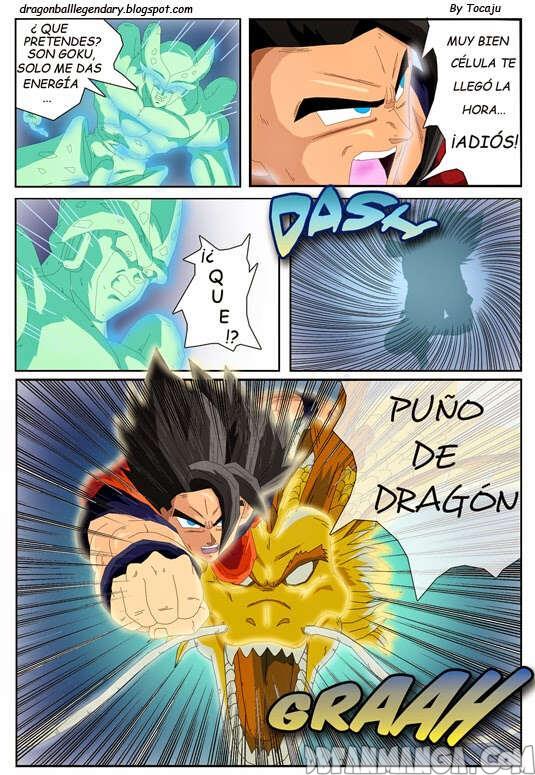 dragonballlegendary.blogspot.com
By Tocaju
¿ QUE
PRETENDES?
SON GOKU,
SOLO ME DAS
ENERGÍA
...
MUY BIEN
CÉLULA TE
LLEGÓ LA
HORA...
¡ADIÓS!
¡¿
Q
U
E
!?
DASH
PUÑO
DE
DRAGÓN
GRAAH
DBFANMANGA.COM